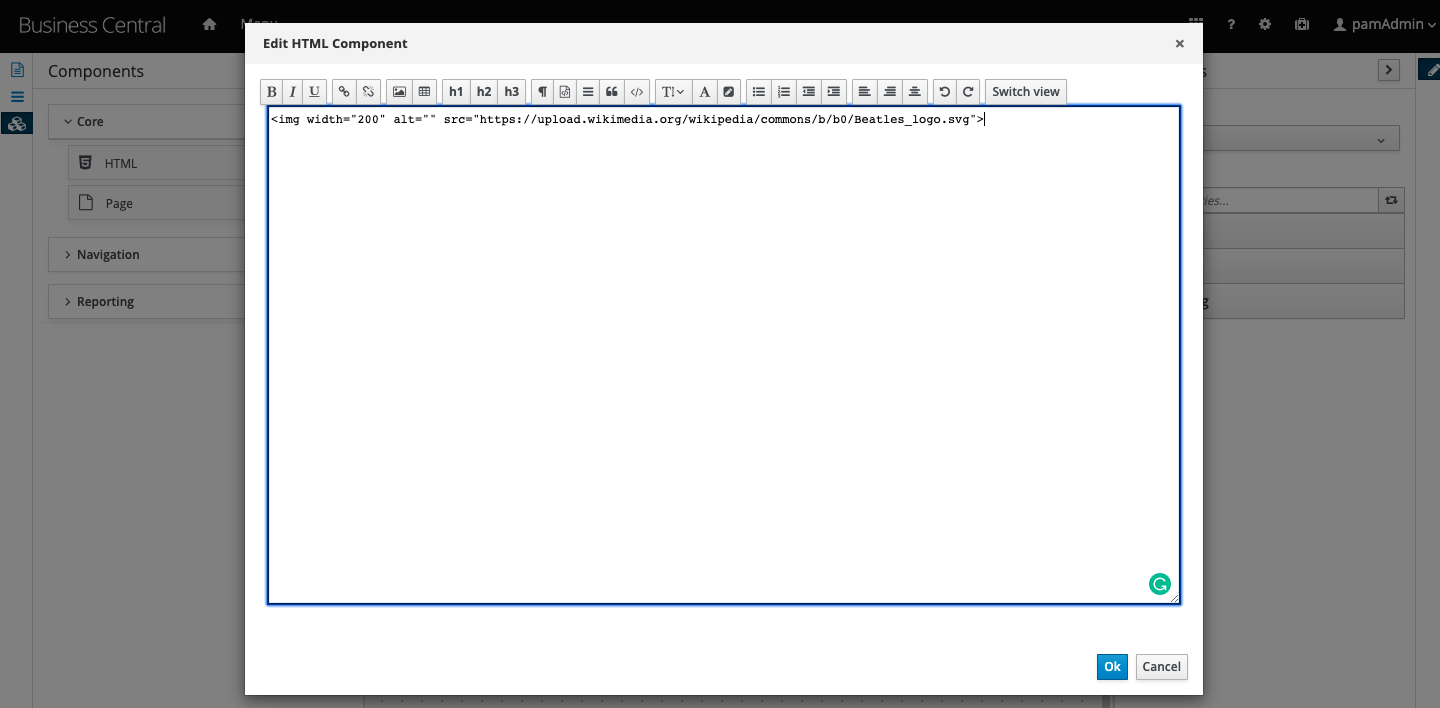 Business Central
Menu
?
pamAdmin
Edit HTML Component
×
Components
B I U h1 h2 h3 ¶ </> T! A Switch view
Core
<img width="200" alt="" src="https://upload.wikimedia.org/wikipedia/commons/b/b0/Beatles_logo.svg">
HTML
Page
Navigation
Reporting
Ok Cancel